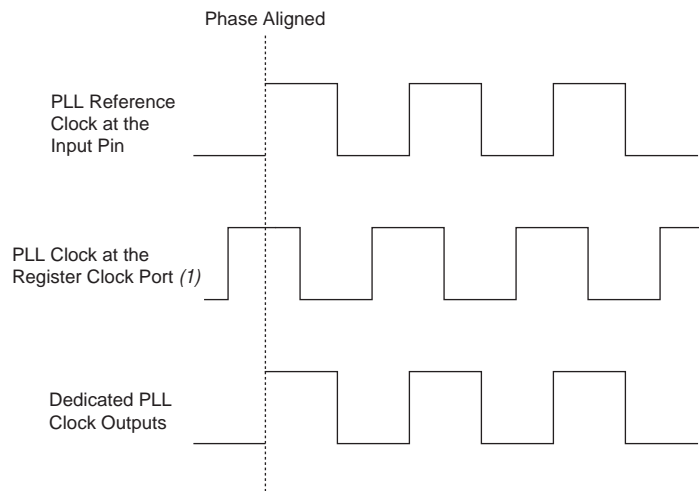 Phase Aligned
PLL Reference
Clock at the
Input Pin
PLL Clock at the
Register Clock Port (1)
Dedicated PLL
Clock Outputs